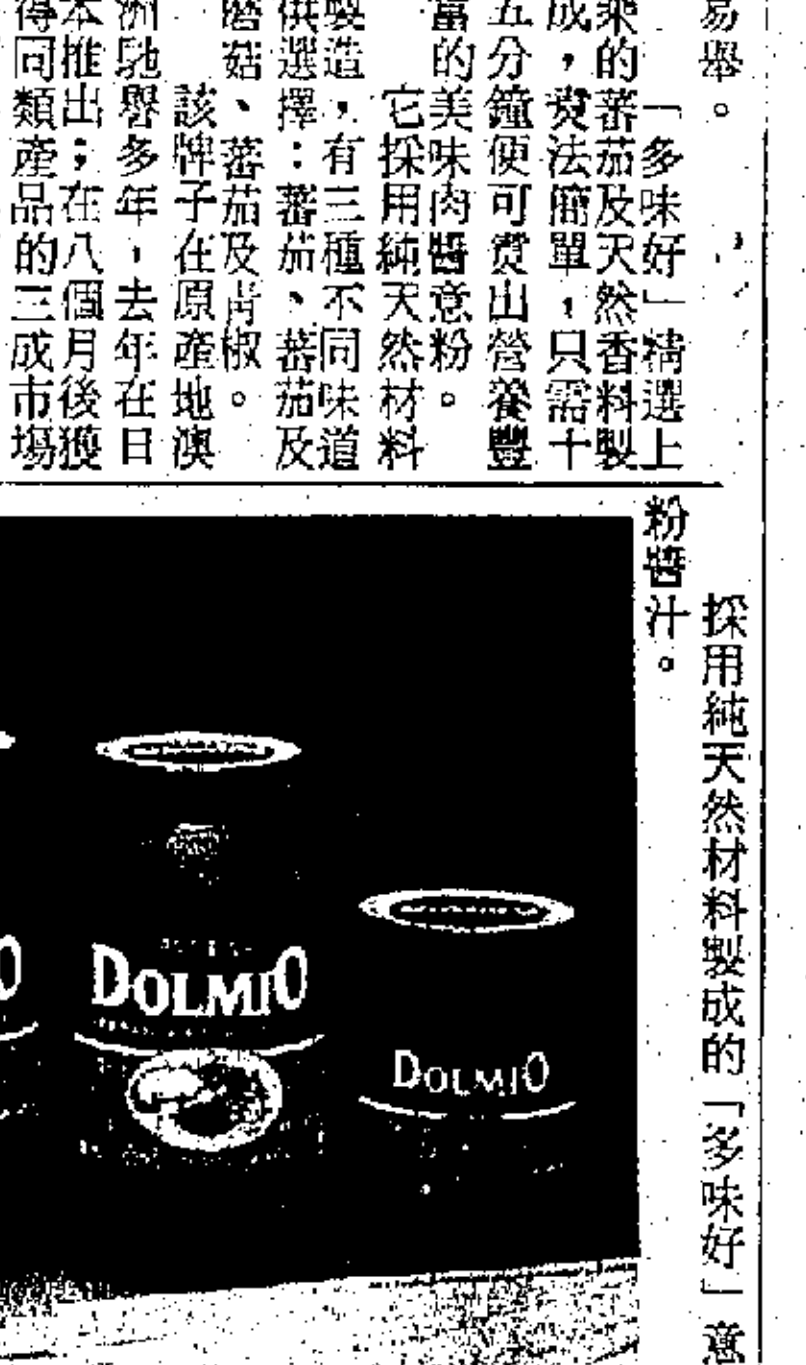 易舉。
「多味好」精選上
乘的蕃茄及天然香料製
成，煑法簡單，只需十
五分鐘便可煑出營養豐
富的美味肉醬意粉。
它採用純天然材料
製造，有三種不同味道
供選擇：蕃茄、蕃茄及
磨菇、蕃茄及青椒。
該牌子在原產地澳
洲馳譽多年，去年在日
本推出；在八個月後獲
得同類產品的三成市場
採用純天然材料製成的「多味好」意
粉醬汁。
DOLMIO
DOLMIO